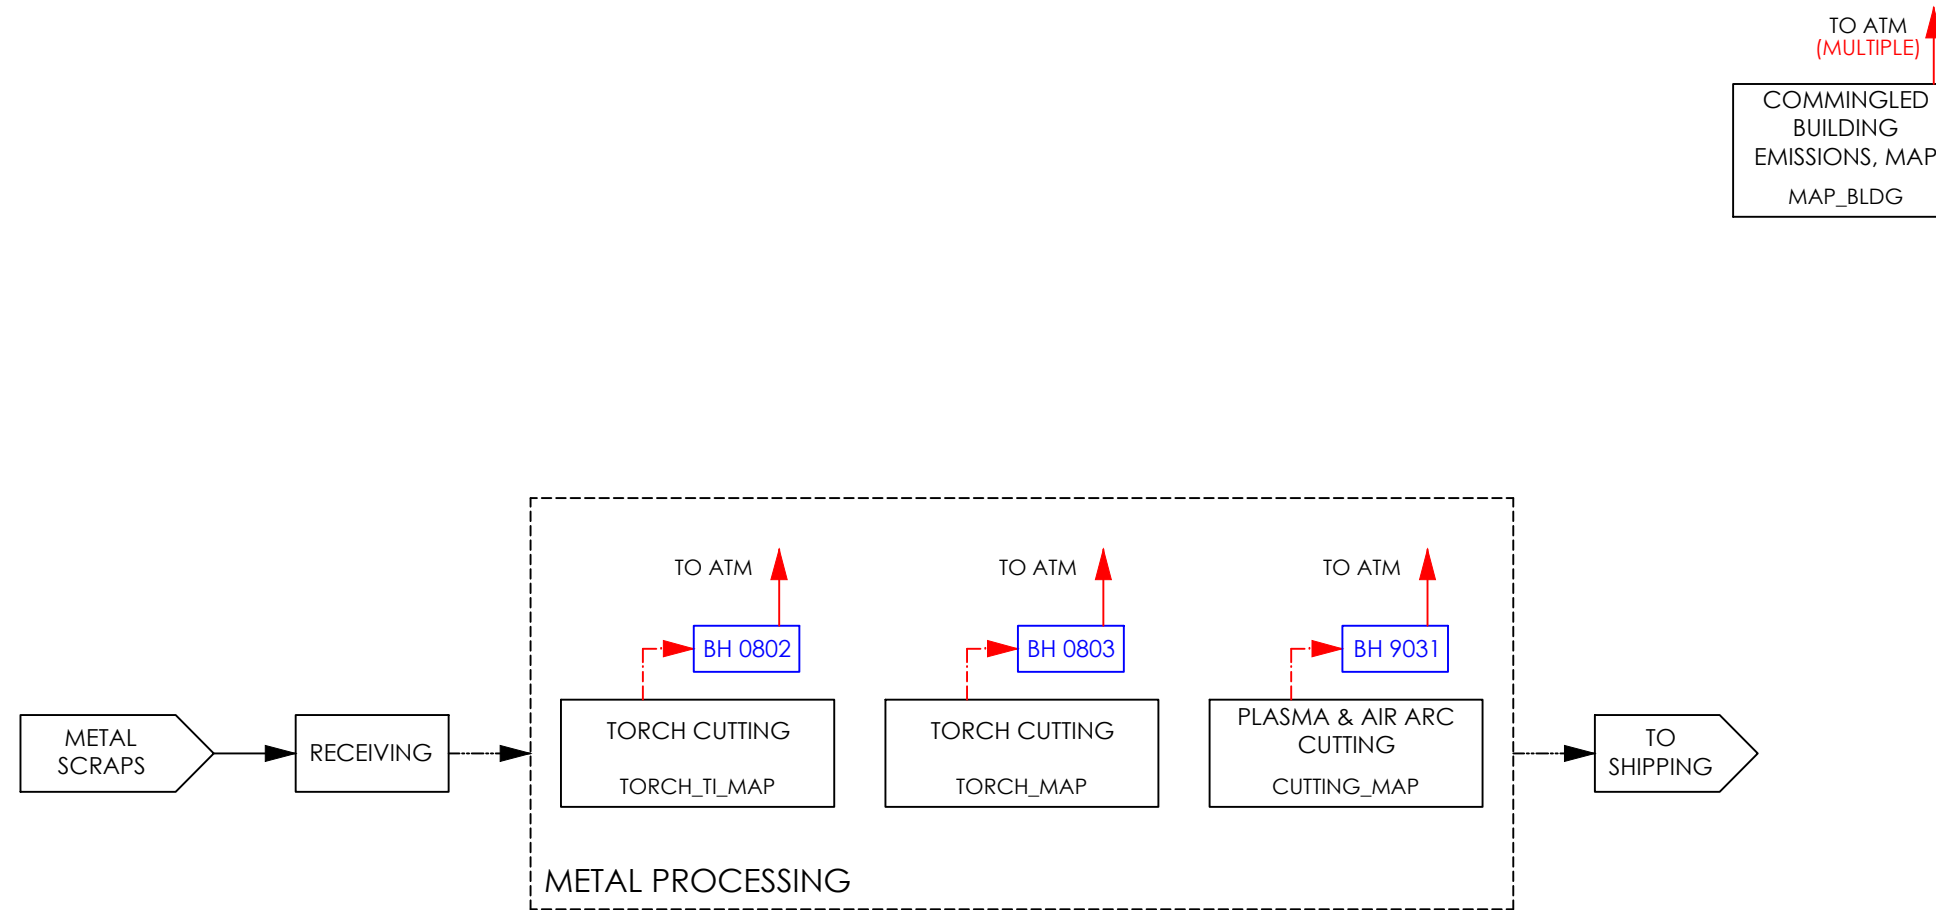 TO ATM
(MULTIPLE)
COMMINGLED
BUILDING
EMISSIONS, MAP
MAP_BLDG
TO ATM
TO ATM
TO ATM
BH 0802
BH 0803
BH 9031
METAL
SCRAPS
RECEIVING
TORCH CUTTING
TORCH_TI_MAP
TORCH CUTTING
TORCH_MAP
PLASMA & AIR ARC
CUTTING
CUTTING_MAP
TO
SHIPPING
METAL PROCESSING